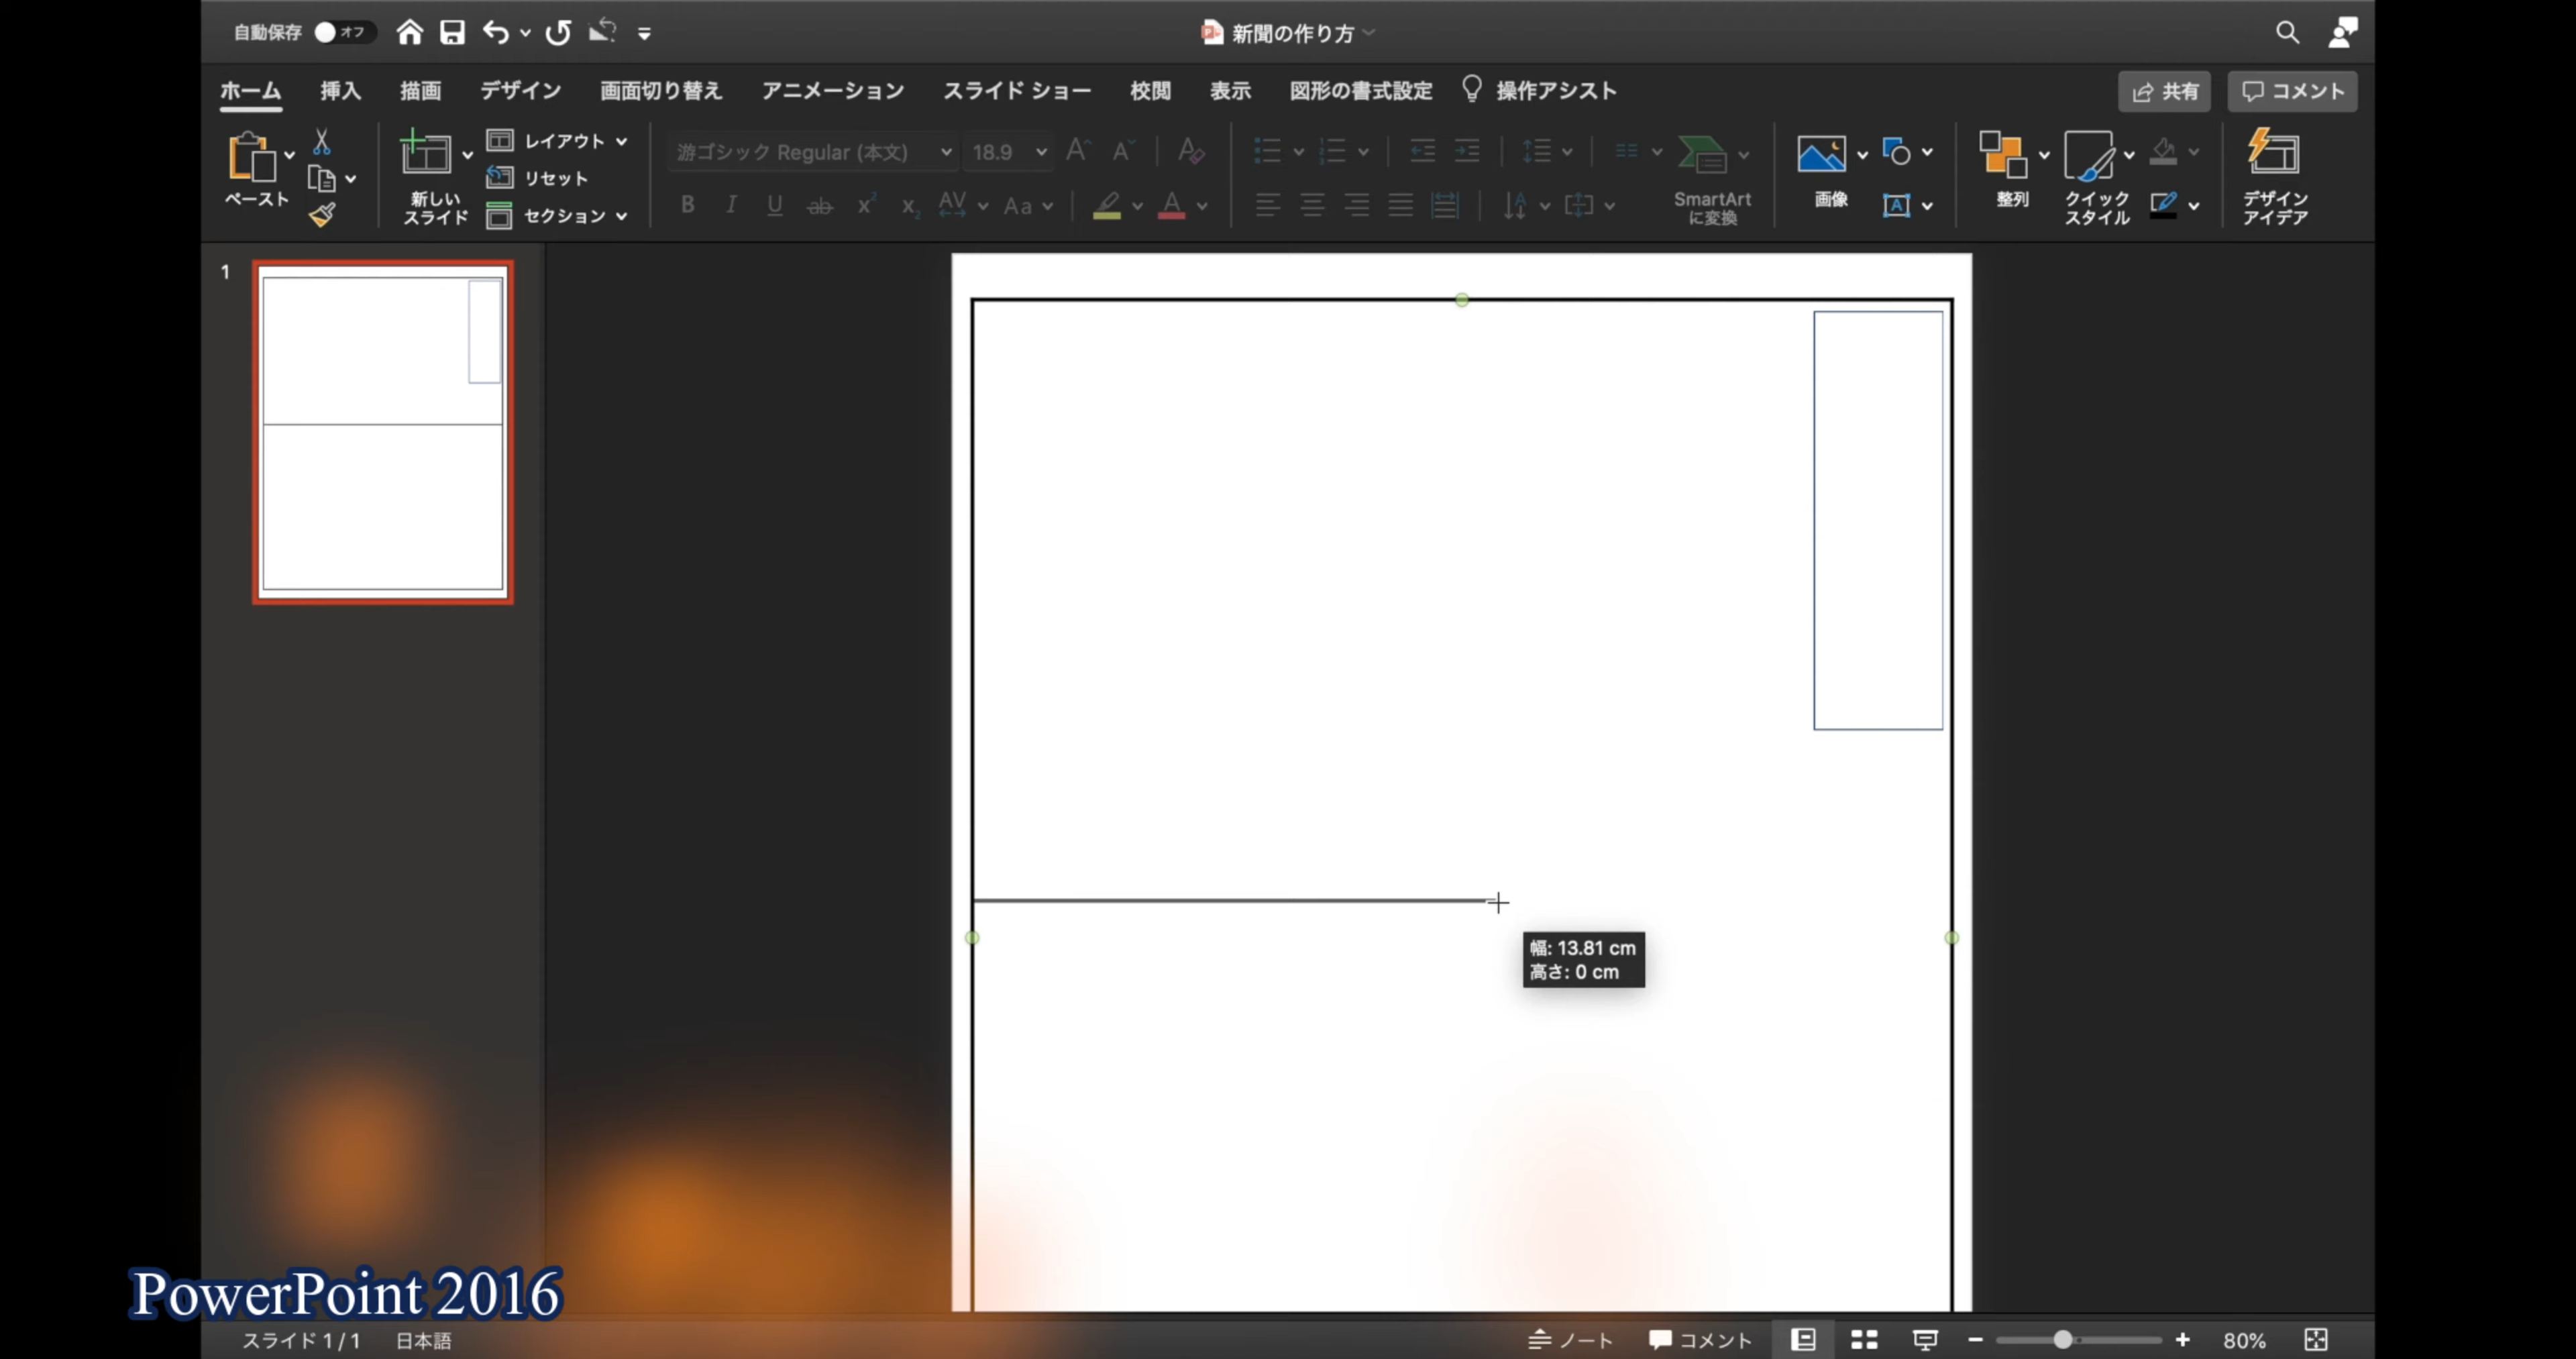 自動保存 オフ
新聞の作り方
ホーム 挿入 描画 デザイン 画面切り替え アニメーション スライド ショー 校閲 表示 図形の書式設定 操作アシスト 共有 コメント
ペースト
新しい
スライド
レイアウト
リセット
セクション
游ゴシック Regular (本文) 18.9
B I U ab x² x₂ AV Aa A
SmartArt
に変換
画像
整列
クイック
スタイル
デザイン
アイデア
1
幅: 13.81 cm
高さ: 0 cm
PowerPoint 2016
スライド 1 / 1 日本語 ノート コメント 80%